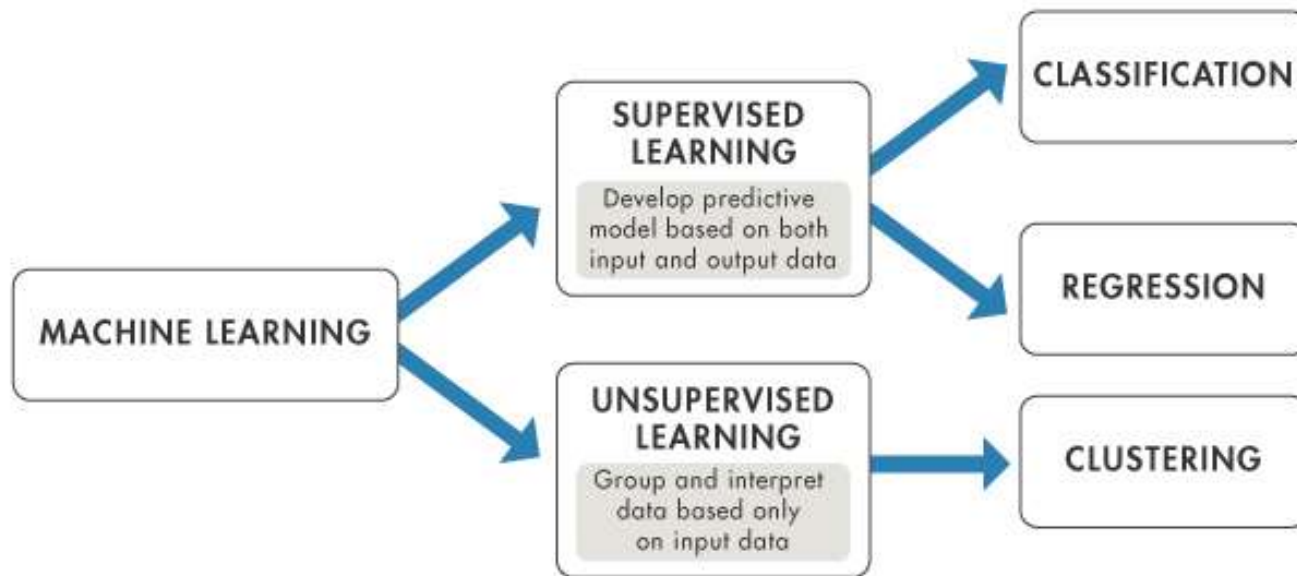 MACHINE LEARNING
SUPERVISED
LEARNING
Develop predictive
model based on both
input and output data
UNSUPERVISED
LEARNING
Group and interpret
data based only
on input data
CLASSIFICATION
REGRESSION
CLUSTERING